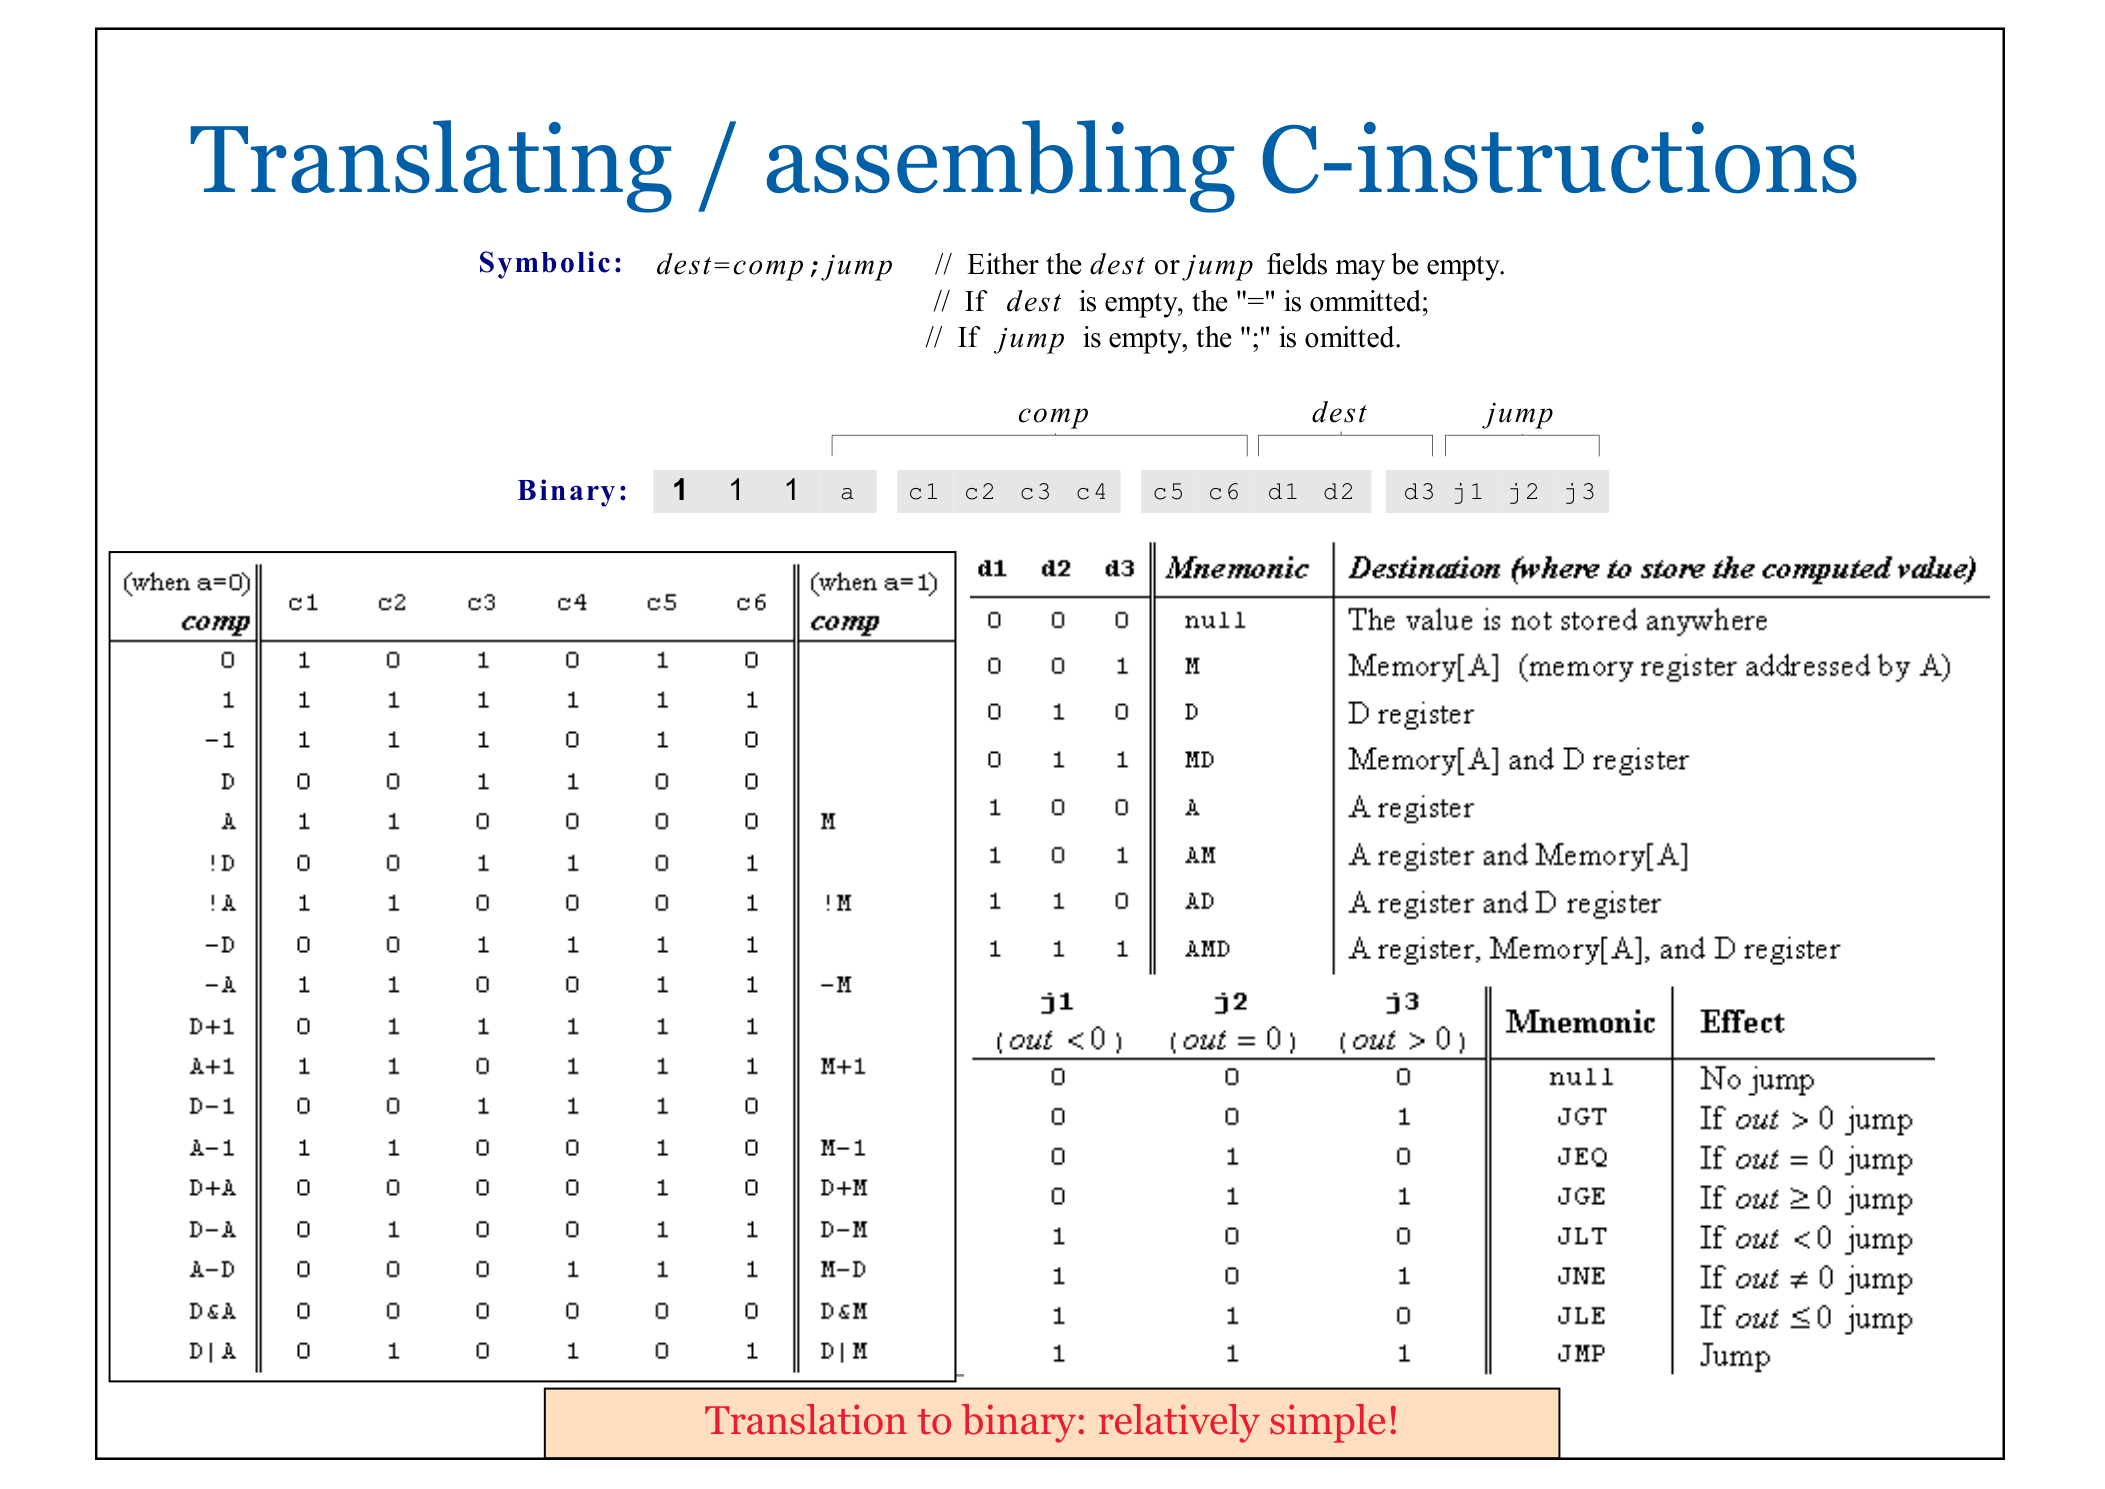 Translating / assembling C-instructions
Symbolic: dest=comp;jump // Either the dest or jump fields may be empty.
// If dest is empty, the "=" is ommitted;
// If jump is empty, the ";" is omitted.
comp dest jump
Binary: 1 1 1 a c1 c2 c3 c4 c5 c6 d1 d2 d3 j1 j2 j3
(when a=0) (when a=1)
comp c1 c2 c3 c4 c5 c6 comp
0 1 0 1 0 1 0
1 1 1 1 1 1 1
-1 1 1 1 0 1 0
D 0 0 1 1 0 0
A 1 1 0 0 0 0 M
!D 0 0 1 1 0 1
!A 1 1 0 0 0 1 !M
-D 0 0 1 1 1 1
-A 1 1 0 0 1 1 -M
D+1 0 1 1 1 1 1
A+1 1 1 0 1 1 1 M+1
D-1 0 0 1 1 1 0
A-1 1 1 0 0 1 0 M-1
D+A 0 0 0 0 1 0 D+M
D-A 0 1 0 0 1 1 D-M
A-D 0 0 0 1 1 1 M-D
D&A 0 0 0 0 0 0 D&M
D|A 0 1 0 1 0 1 D|M
d1 d2 d3 Mnemonic Destination (where to store the computed value)
0 0 0 null The value is not stored anywhere
0 0 1 M Memory[A] (memory register addressed by A)
0 1 0 D D register
0 1 1 MD Memory[A] and D register
1 0 0 A A register
1 0 1 AM A register and Memory[A]
1 1 0 AD A register and D register
1 1 1 AMD A register, Memory[A], and D register
j1 j2 j3 Mnemonic Effect
(out <0) (out = 0) (out > 0)
0 0 0 null No jump
0 0 1 JGT If out > 0 jump
0 1 0 JEQ If out = 0 jump
0 1 1 JGE If out ≥ 0 jump
1 0 0 JLT If out <0 jump
1 0 1 JNE If out ≠ 0 jump
1 1 0 JLE If out ≤0 jump
1 1 1 JMP Jump
Translation to binary: relatively simple!